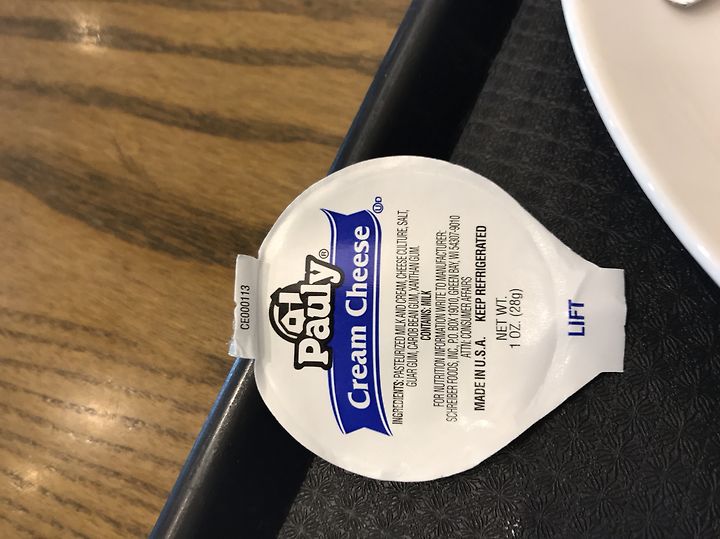 CE000113
Pauly®
Cream Cheese
ⓊD
INGREDIENTS: PASTEURIZED MILK AND CREAM, CHEESE CULTURE, SALT,
GUAR GUM, CAROB BEAN GUM, XANTHAN GUM.
CONTAINS: MILK
FOR NUTRITION INFORMATION WRITE TO MANUFACTURER:
SCHREIBER FOODS, INC., P.O. BOX 19010, GREEN BAY, WI 54307-9010
ATTN: CONSUMER AFFAIRS
MADE IN U.S.A. KEEP REFRIGERATED
NET WT.
1 OZ. (28g)
LIFT